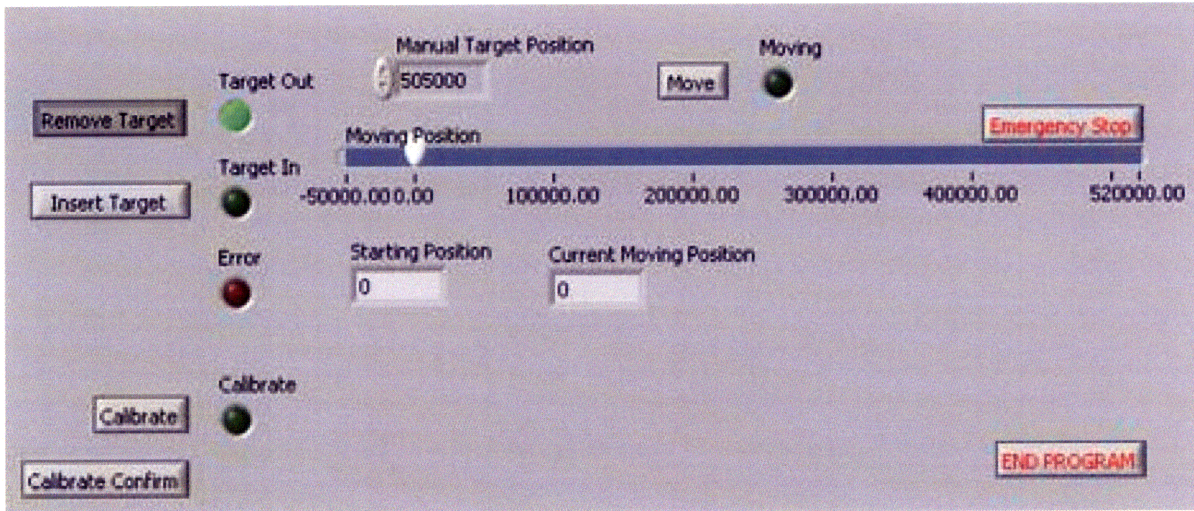 Manual Target Position
Moving
Target Out
505000
Move
Remove Target
Emergency Stop
Moving Position
Target In
Insert Target
-50000.00 0.00 100000.00 200000.00 300000.00 400000.00 520000.00
Error
Starting Position
Current Moving Position
0
0
Calibrate
Calibrate
Calibrate Confirm
END PROGRAM